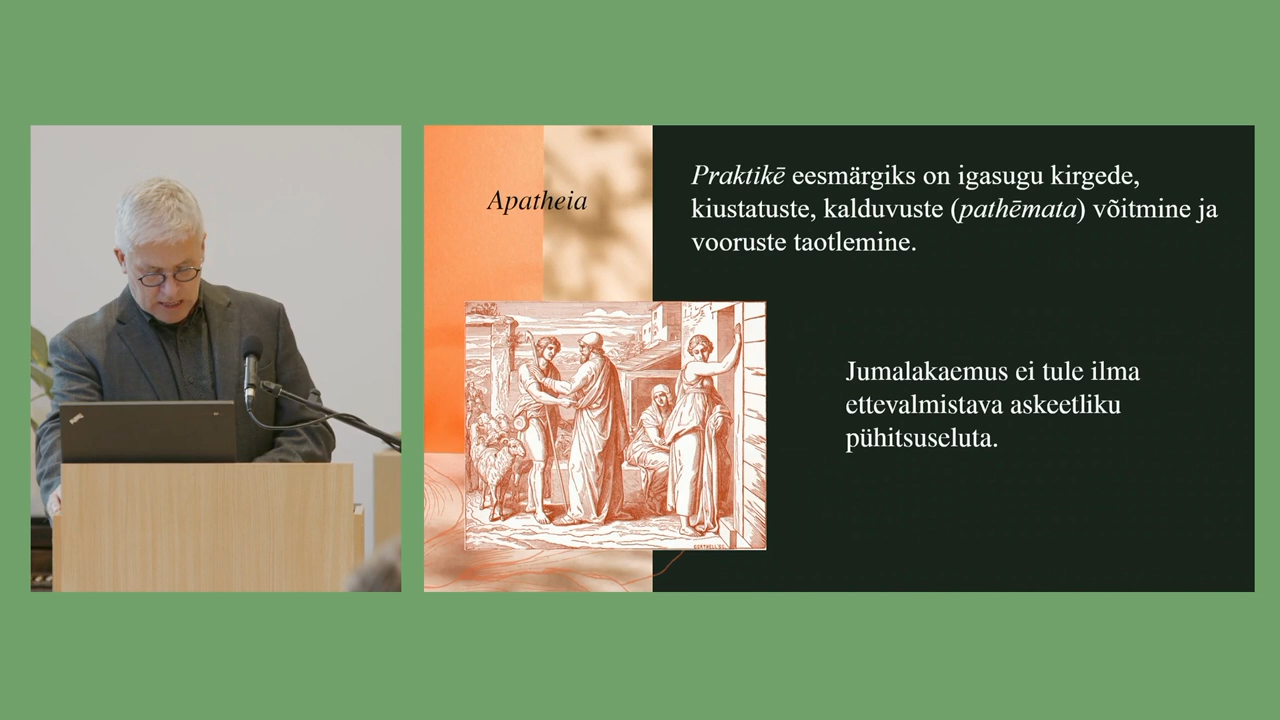 Apatheia
Praktikē eesmärgiks on igasugu kirgede,
kiustatuste, kalduvuste (pathēmata) võitmine ja
vooruste taotlemine.
Jumalakaemus ei tule ilma
ettevalmistava askeetliku
pühitsuseluta.